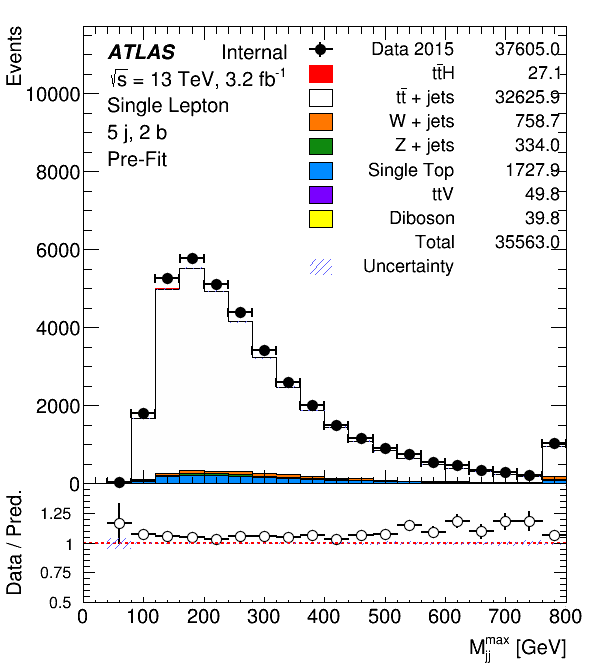 ATLAS Internal
√s = 13 TeV, 3.2 fb⁻¹
Single Lepton
5 j, 2 b
Pre-Fit
Data 2015 37605.0
tt̄H 27.1
tt̄ + jets 32625.9
W + jets 758.7
Z + jets 334.0
Single Top 1727.9
ttV 49.8
Diboson 39.8
Total 35563.0
Uncertainty
Events
10000
8000
6000
4000
2000
0
Data / Pred.
1.25
1
0.75
0.5
0 100 200 300 400 500 600 700 800
M_jj^max [GeV]